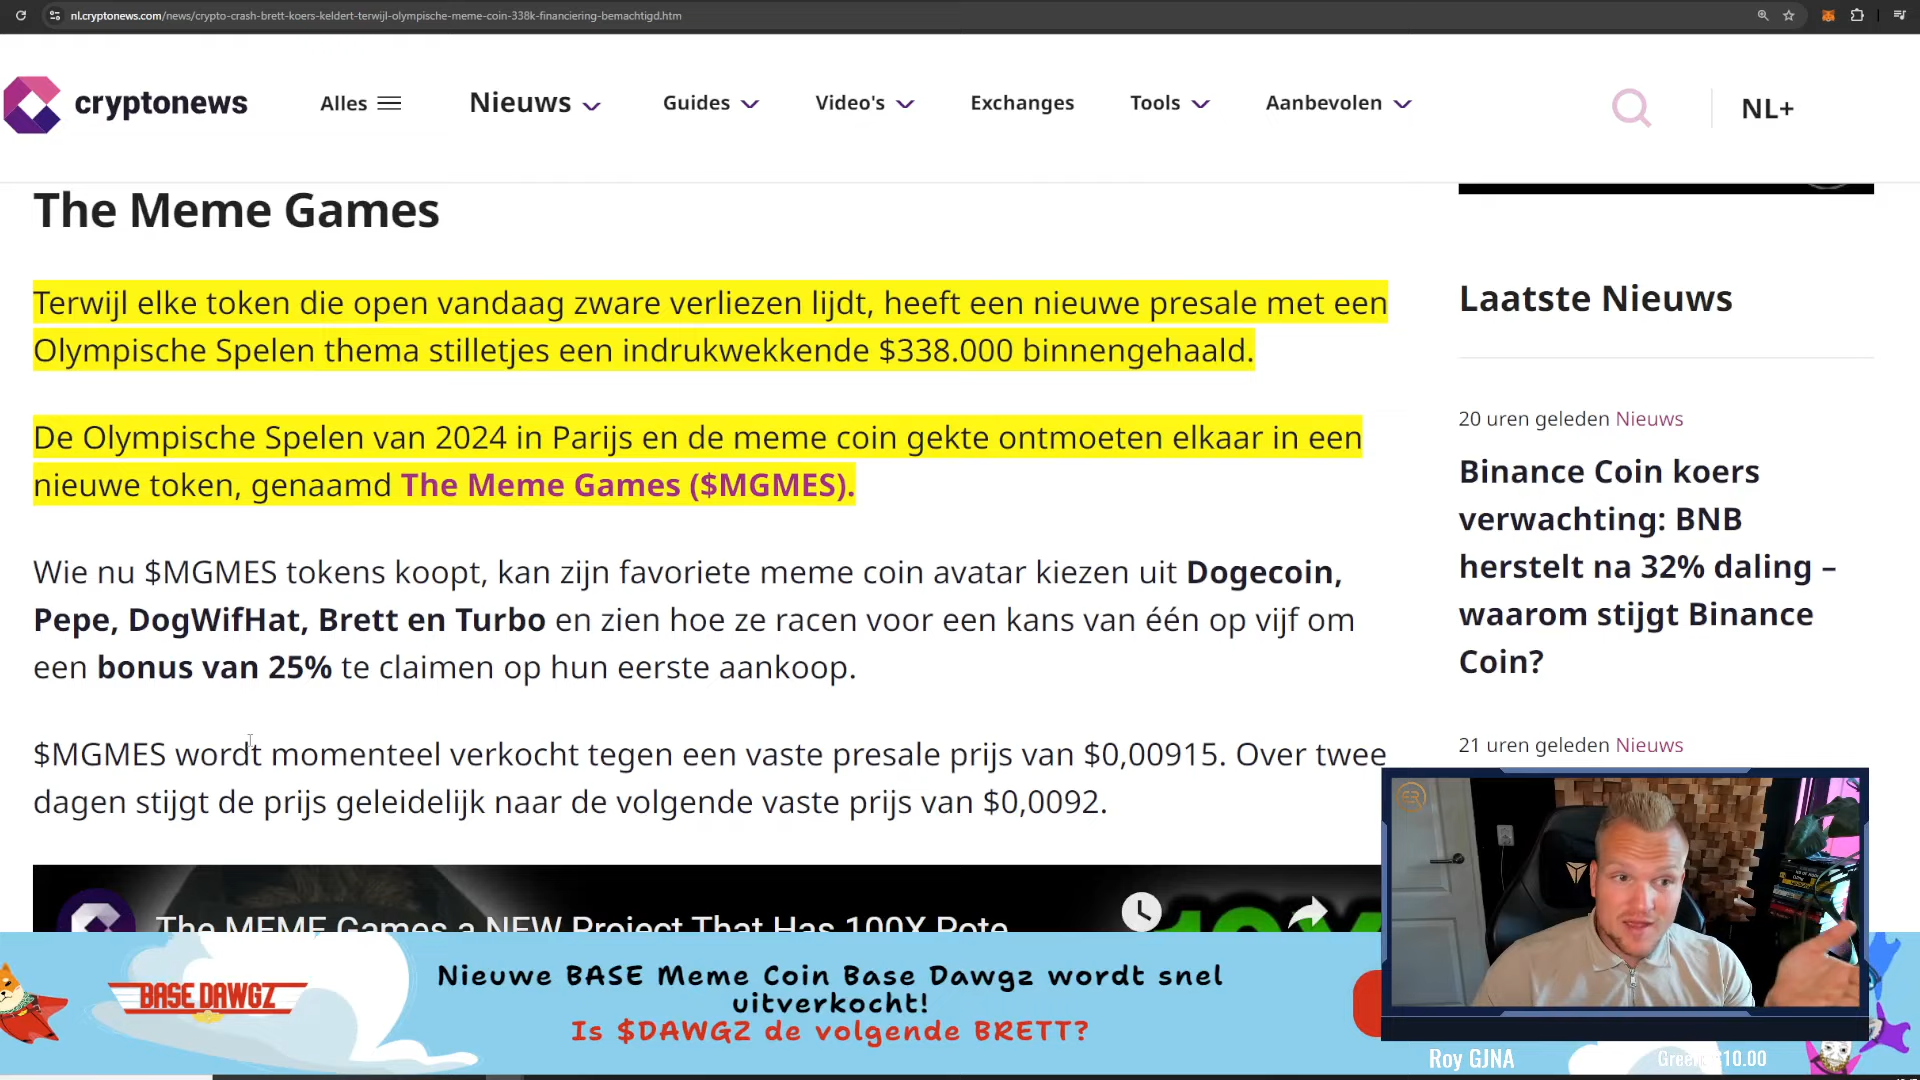 nl.cryptonews.com/news/crypto-crash-brett-koers-keldert-terwijl-olympische-meme-coin-338k-financiering-bemachtigd.htm
cryptonews
Alles
Nieuws
Guides
Video's
Exchanges
Tools
Aanbevolen
NL+
The Meme Games
Terwijl elke token die open vandaag zware verliezen lijdt, heeft een nieuwe presale met een
Olympische Spelen thema stilletjes een indrukwekkende $338.000 binnengehaald.
De Olympische Spelen van 2024 in Parijs en de meme coin gekte ontmoeten elkaar in een
nieuwe token, genaamd The Meme Games ($MGMES).
Wie nu $MGMES tokens koopt, kan zijn favoriete meme coin avatar kiezen uit Dogecoin,
Pepe, DogWifHat, Brett en Turbo en zien hoe ze racen voor een kans van één op vijf om
een bonus van 25% te claimen op hun eerste aankoop.
$MGMES wordt momenteel verkocht tegen een vaste presale prijs van $0,00915. Over twee
dagen stijgt de prijs geleidelijk naar de volgende vaste prijs van $0,0092.
The MEME Games a NEW Project That Has 100X Pote
Laatste Nieuws
20 uren geleden Nieuws
Binance Coin koers
verwachting: BNB
herstelt na 32% daling –
waarom stijgt Binance
Coin?
21 uren geleden Nieuws
BASE DAWGZ
Nieuwe BASE Meme Coin Base Dawgz wordt snel
uitverkocht!
Is $DAWGZ de volgende BRETT?
Roy GJNA